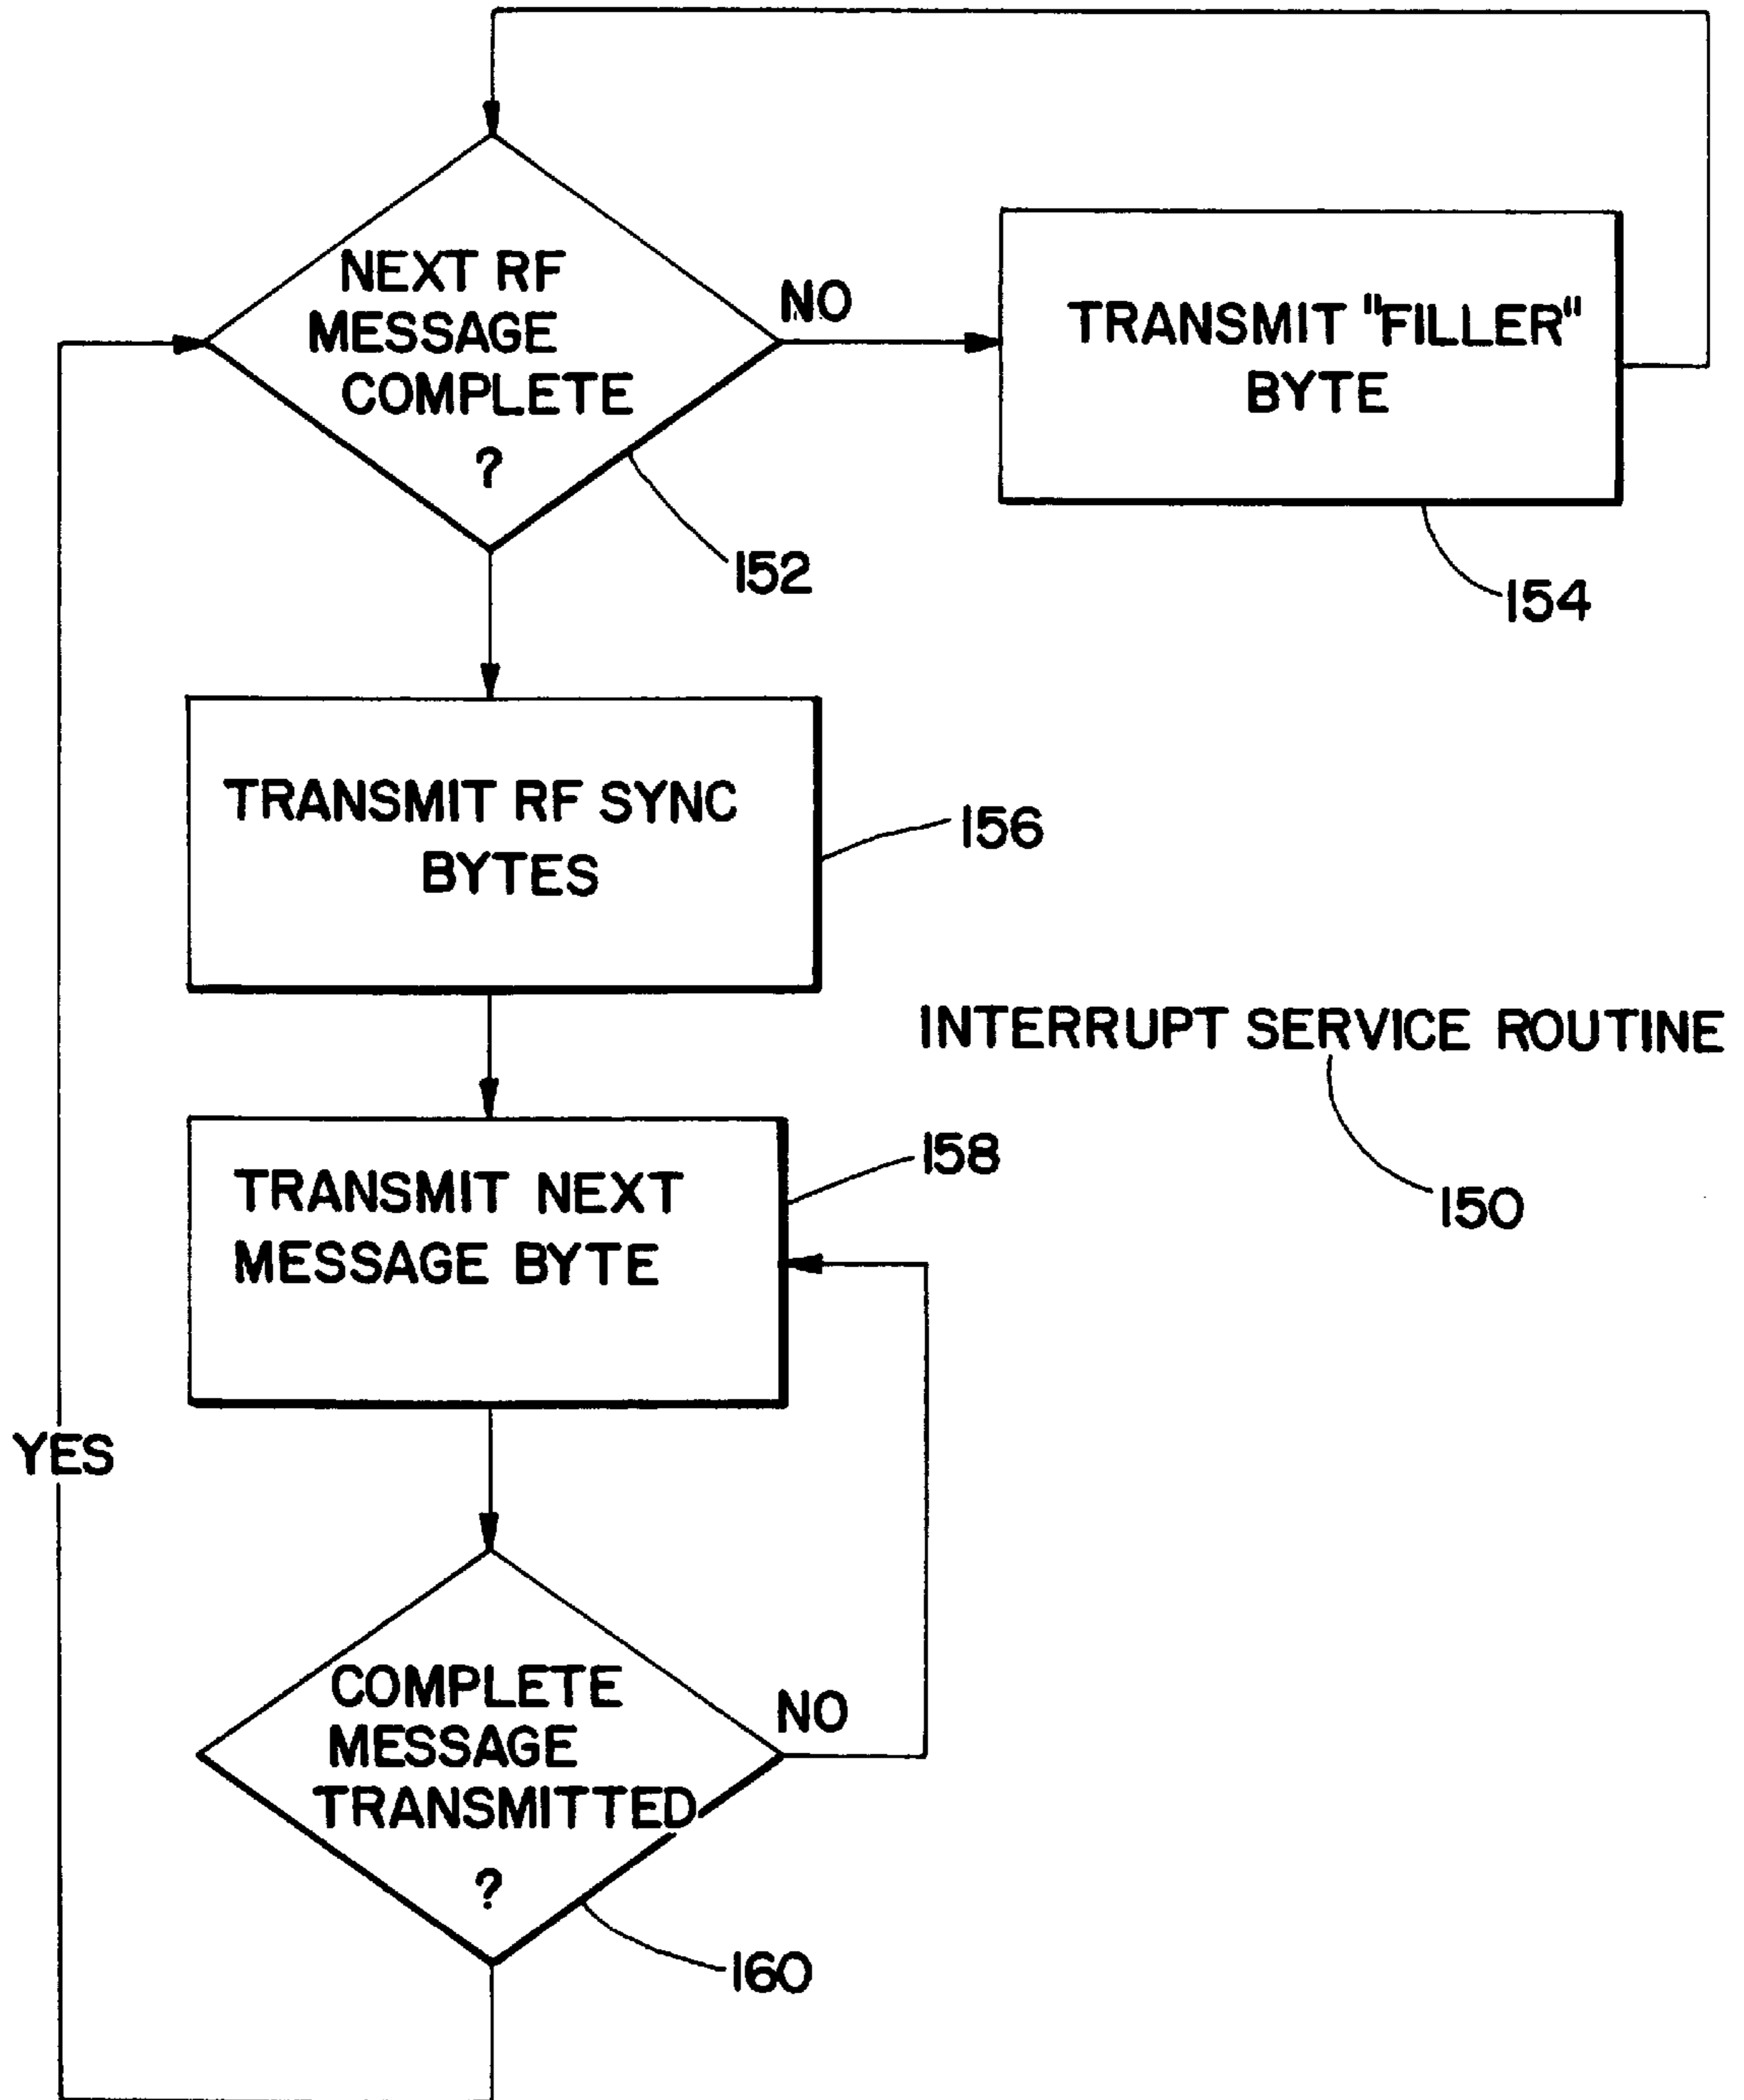 NEXT RF
MESSAGE
COMPLETE
?
NO
TRANSMIT "FILLER"
BYTE
152
154
TRANSMIT RF SYNC
BYTES
156
INTERRUPT SERVICE ROUTINE
150
TRANSMIT NEXT
MESSAGE BYTE
158
YES
COMPLETE
MESSAGE
TRANSMITTED
?
NO
160